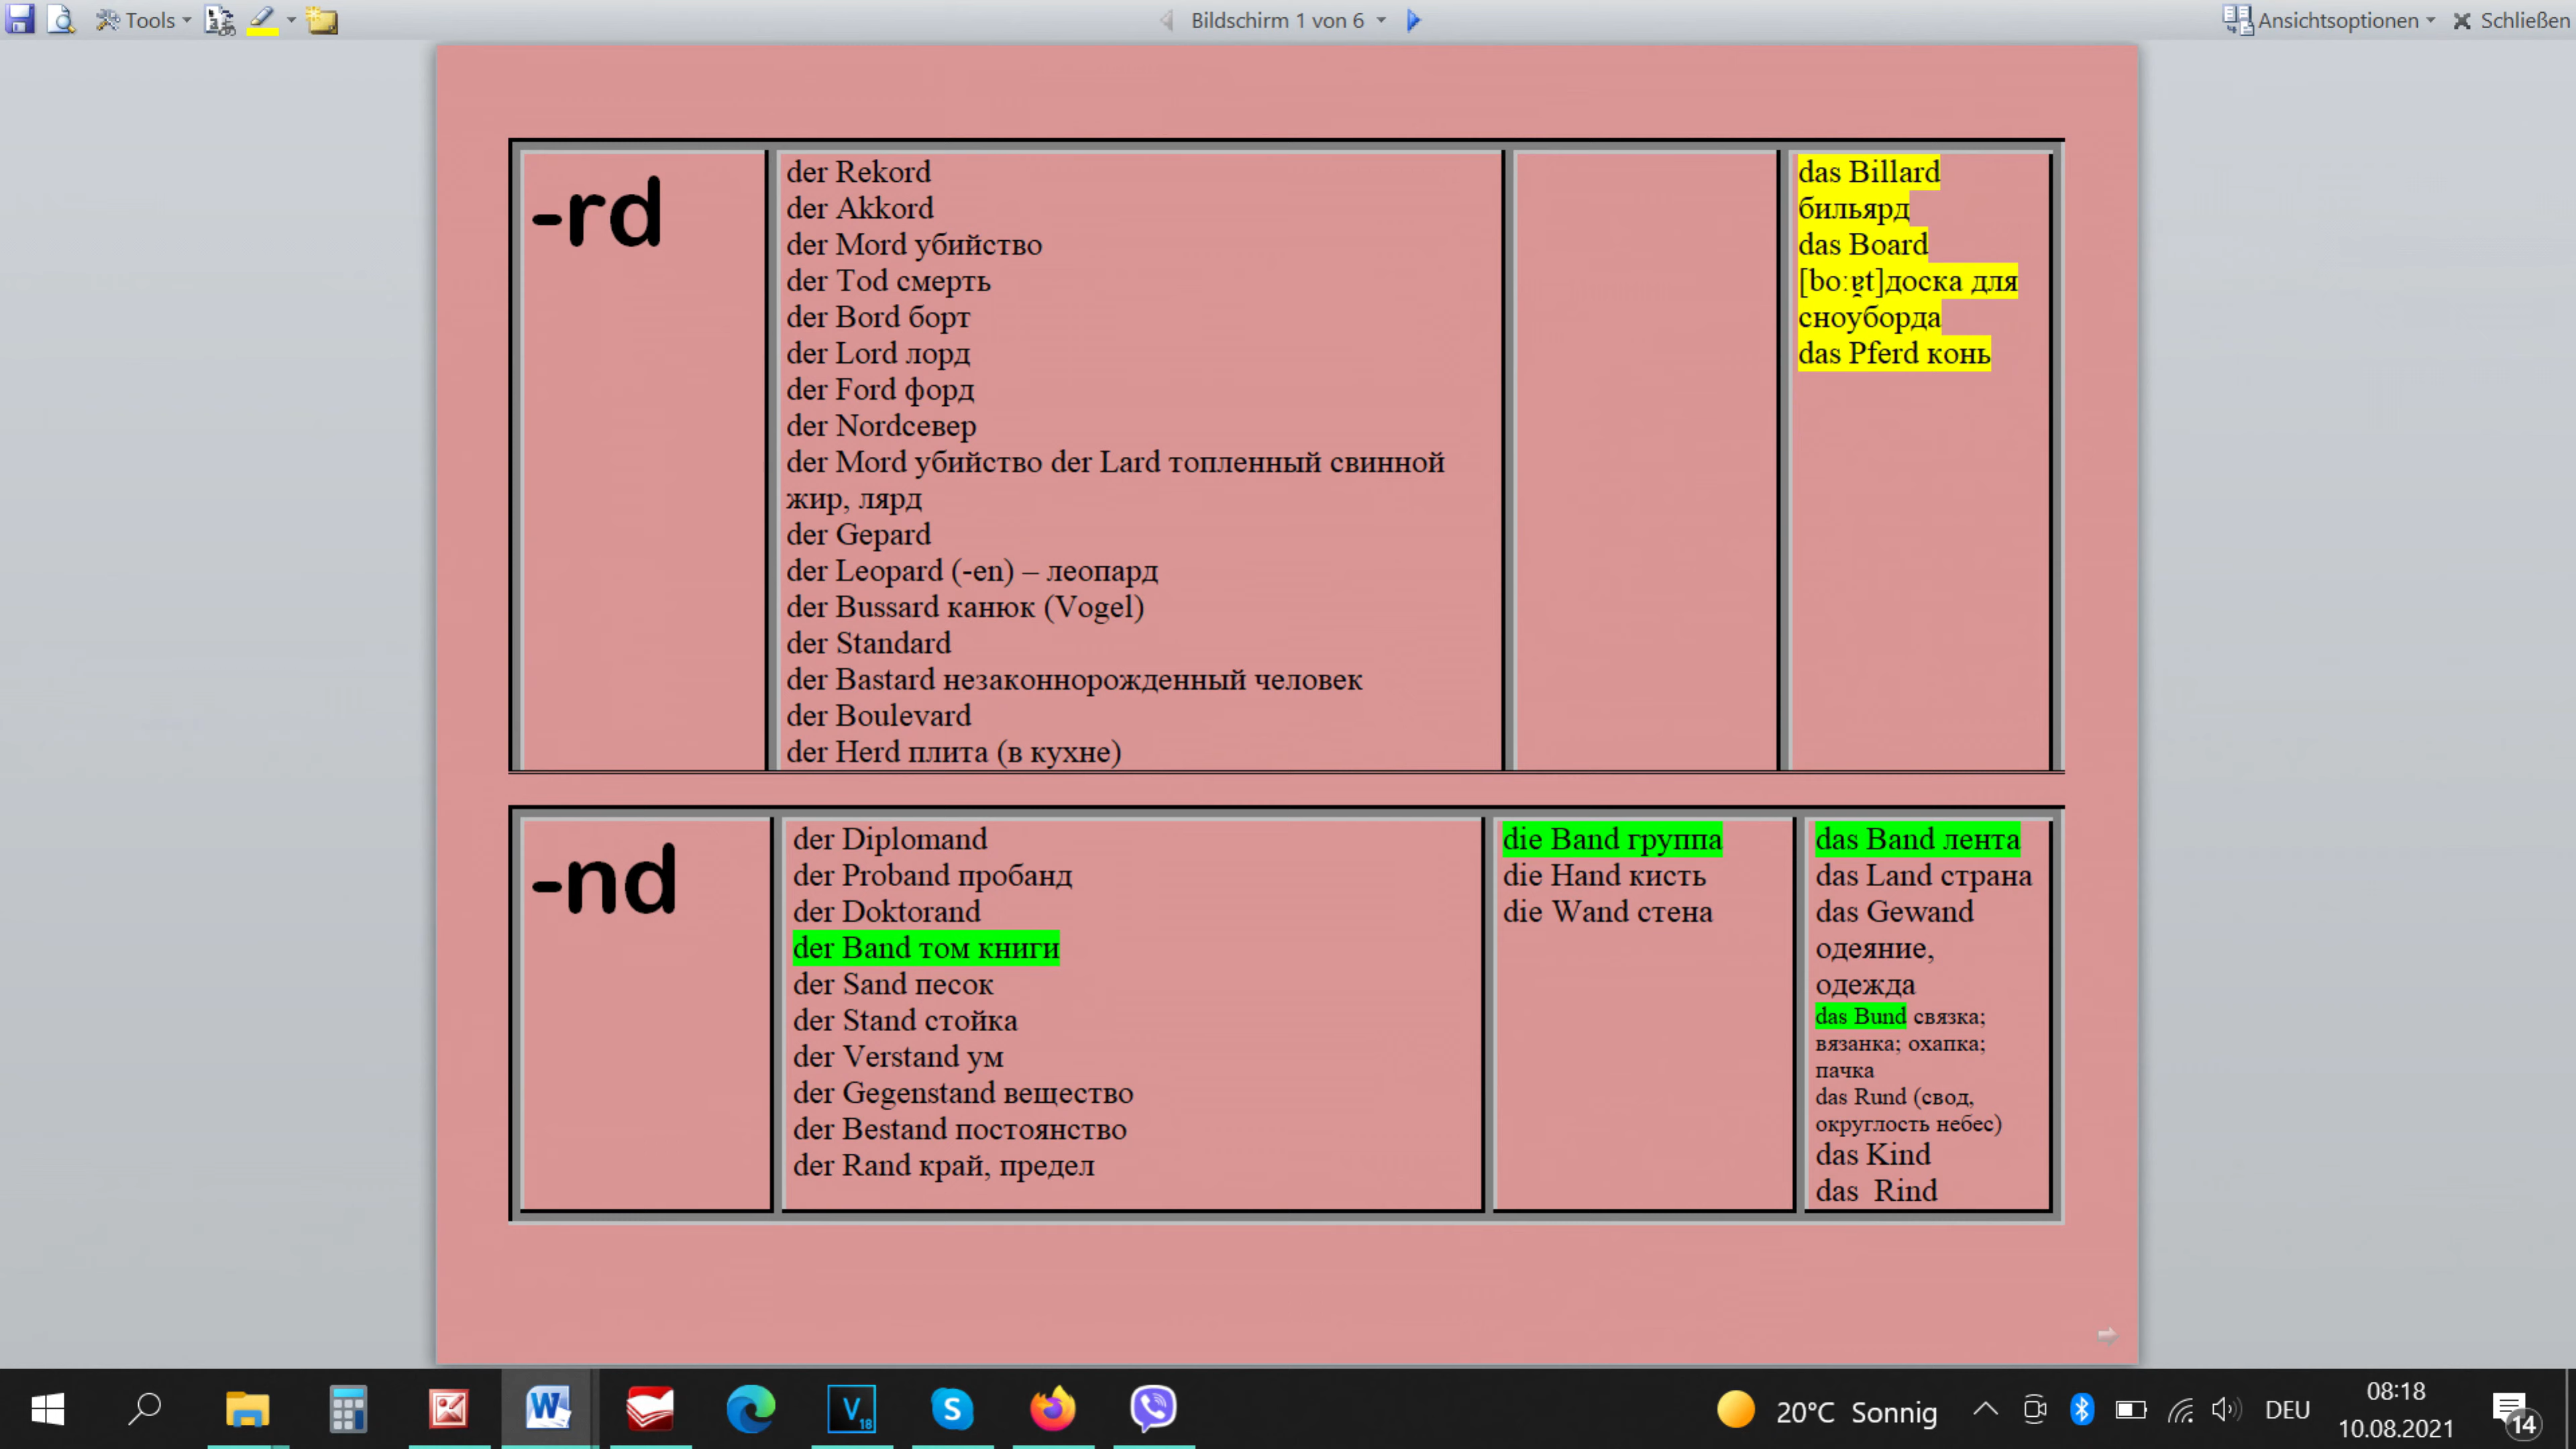 Tools
Bildschirm 1 von 6
Ansichtsoptionen
Schließen
-rd
der Rekord
der Akkord
der Mord убийство
der Tod смерть
der Bord борт
der Lord лорд
der Ford форд
der Nordсевер
der Mord убийство der Lard топленный свинной
жир, лярд
der Gepard
der Leopard (-en) – леопард
der Bussard канюк (Vogel)
der Standard
der Bastard незаконнорожденный человек
der Boulevard
der Herd плита (в кухне)
das Billard
бильярд
das Board
[boːɐ̯t]доска для
сноуборда
das Pferd конь
-nd
der Diplomand
der Proband пробанд
der Doktorand
der Band том книги
der Sand песок
der Stand стойка
der Verstand ум
der Gegenstand вещество
der Bestand постоянство
der Rand край, предел
die Band группа
die Hand кисть
die Wand стена
das Band лента
das Land страна
das Gewand
одеяние,
одежда
das Bund связка;
вязанка; охапка;
пачка
das Rund (свод,
округлость небес)
das Kind
das  Rind
20°C Sonnig
DEU
08:18
10.08.2021
14